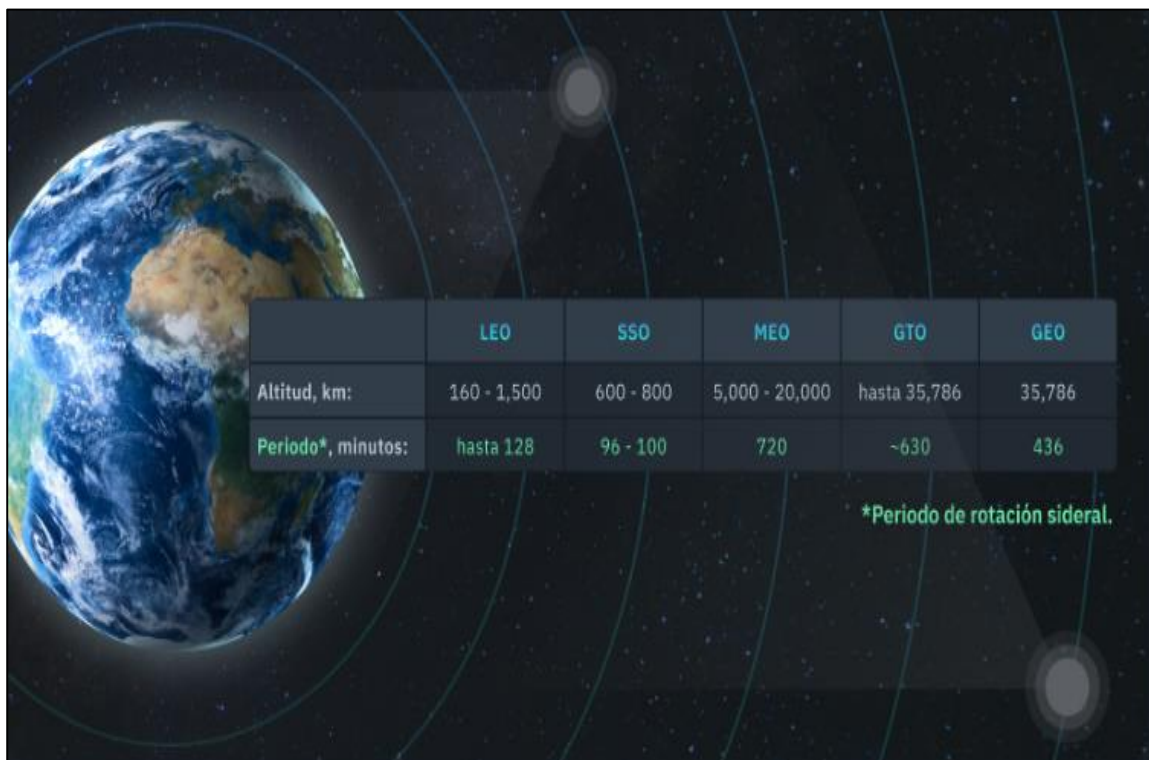 LEO SSO MEO GTO GEO
Altitud, km: 160 - 1,500 600 - 800 5,000 - 20,000 hasta 35,786 35,786
Periodo*, minutos: hasta 128 96 - 100 720 ~630 436
*Periodo de rotación sideral.